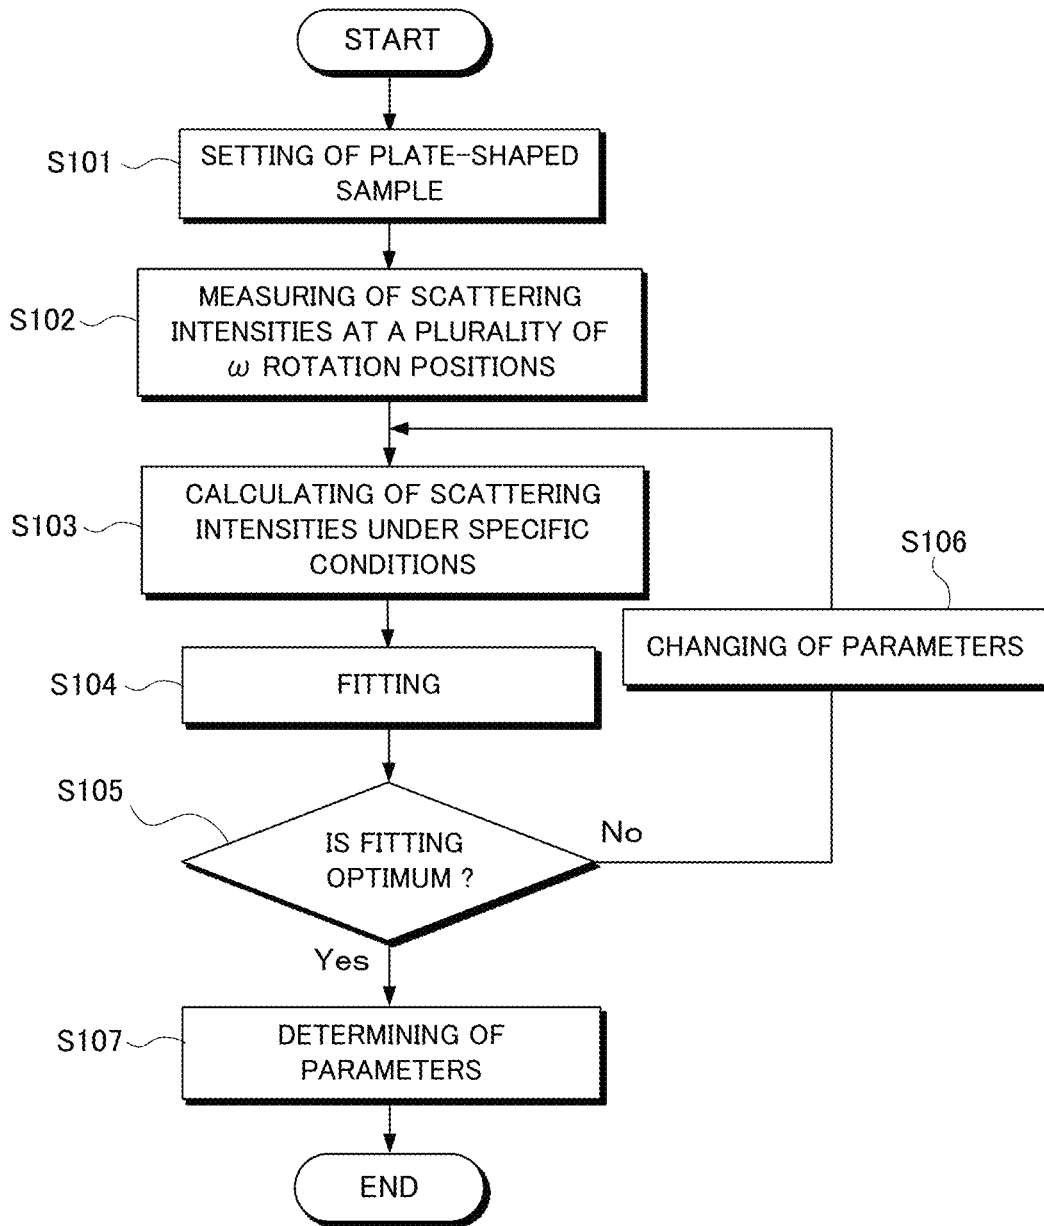 START
S101
SETTING OF PLATE-SHAPED
SAMPLE
S102
MEASURING OF SCATTERING
INTENSITIES AT A PLURALITY OF
ω ROTATION POSITIONS
S103
CALCULATING OF SCATTERING
INTENSITIES UNDER SPECIFIC
CONDITIONS
S106
CHANGING OF PARAMETERS
S104
FITTING
S105
IS FITTING
OPTIMUM ?
No
Yes
S107
DETERMINING OF
PARAMETERS
END